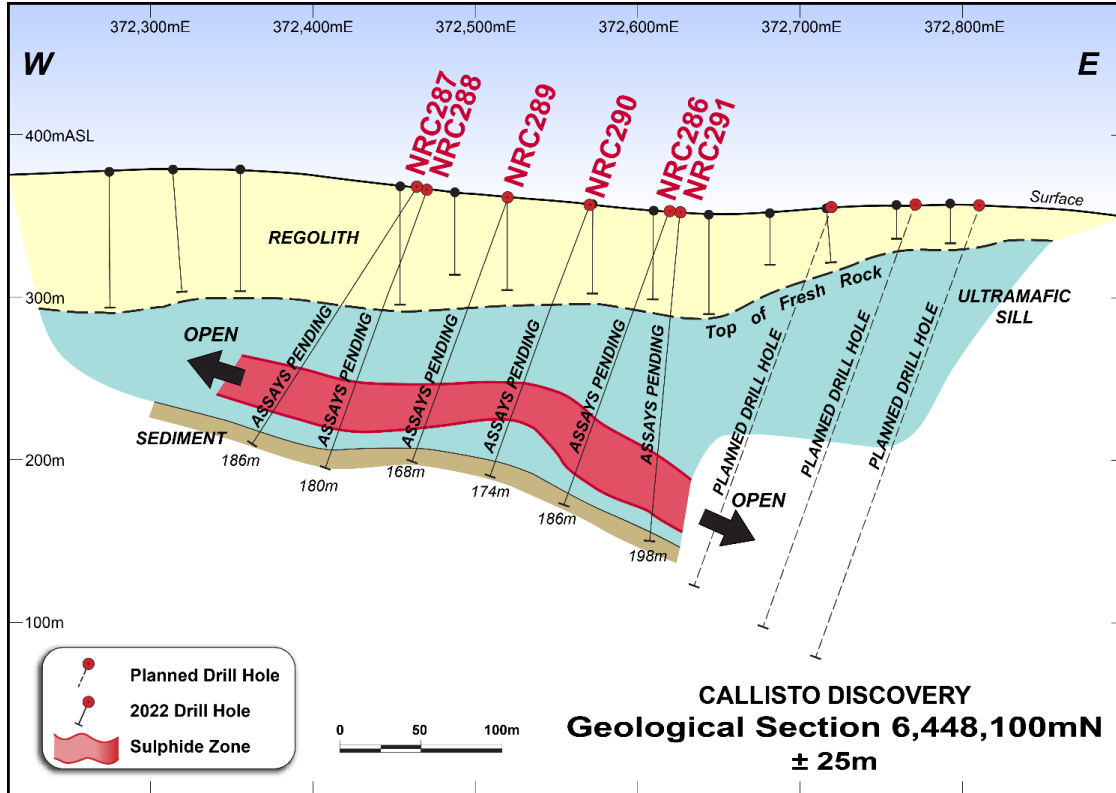 372,300mE
372,400mE
372,500mE
372,600mE
372,700mE
372,800mE
W
E
NRC287
NRC288
NRC289
NRC290
NRC286
NRC291
400mASL
Surface
REGOLITH
300m
Top of Fresh Rock
ULTRAMAFIC
SILL
OPEN
ASSAYS PENDING
ASSAYS PENDING
ASSAYS PENDING
ASSAYS PENDING
ASSAYS PENDING
ASSAYS PENDING
PLANNED DRILL HOLE
PLANNED DRILL HOLE
PLANNED DRILL HOLE
SEDIMENT
200m
186m
180m
168m
174m
186m
198m
OPEN
100m
Planned Drill Hole
2022 Drill Hole
Sulphide Zone
0
50
100m
CALLISTO DISCOVERY
Geological Section 6,448,100mN
± 25m